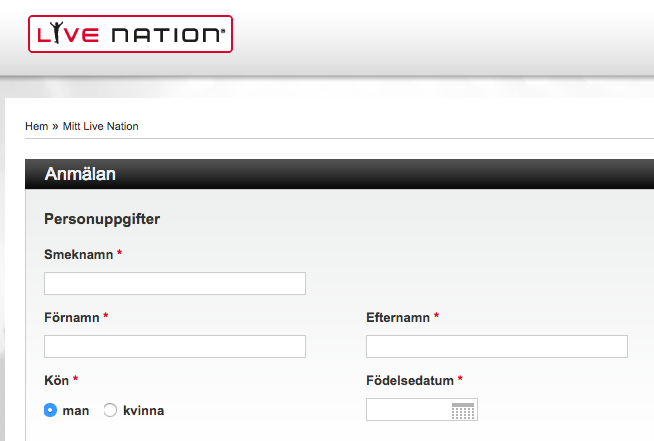 LIVE NATION®
Hem » Mitt Live Nation
Anmälan
Personuppgifter
Smeknamn *
Förnamn * Efternamn *
Kön * Födelsedatum *
man kvinna